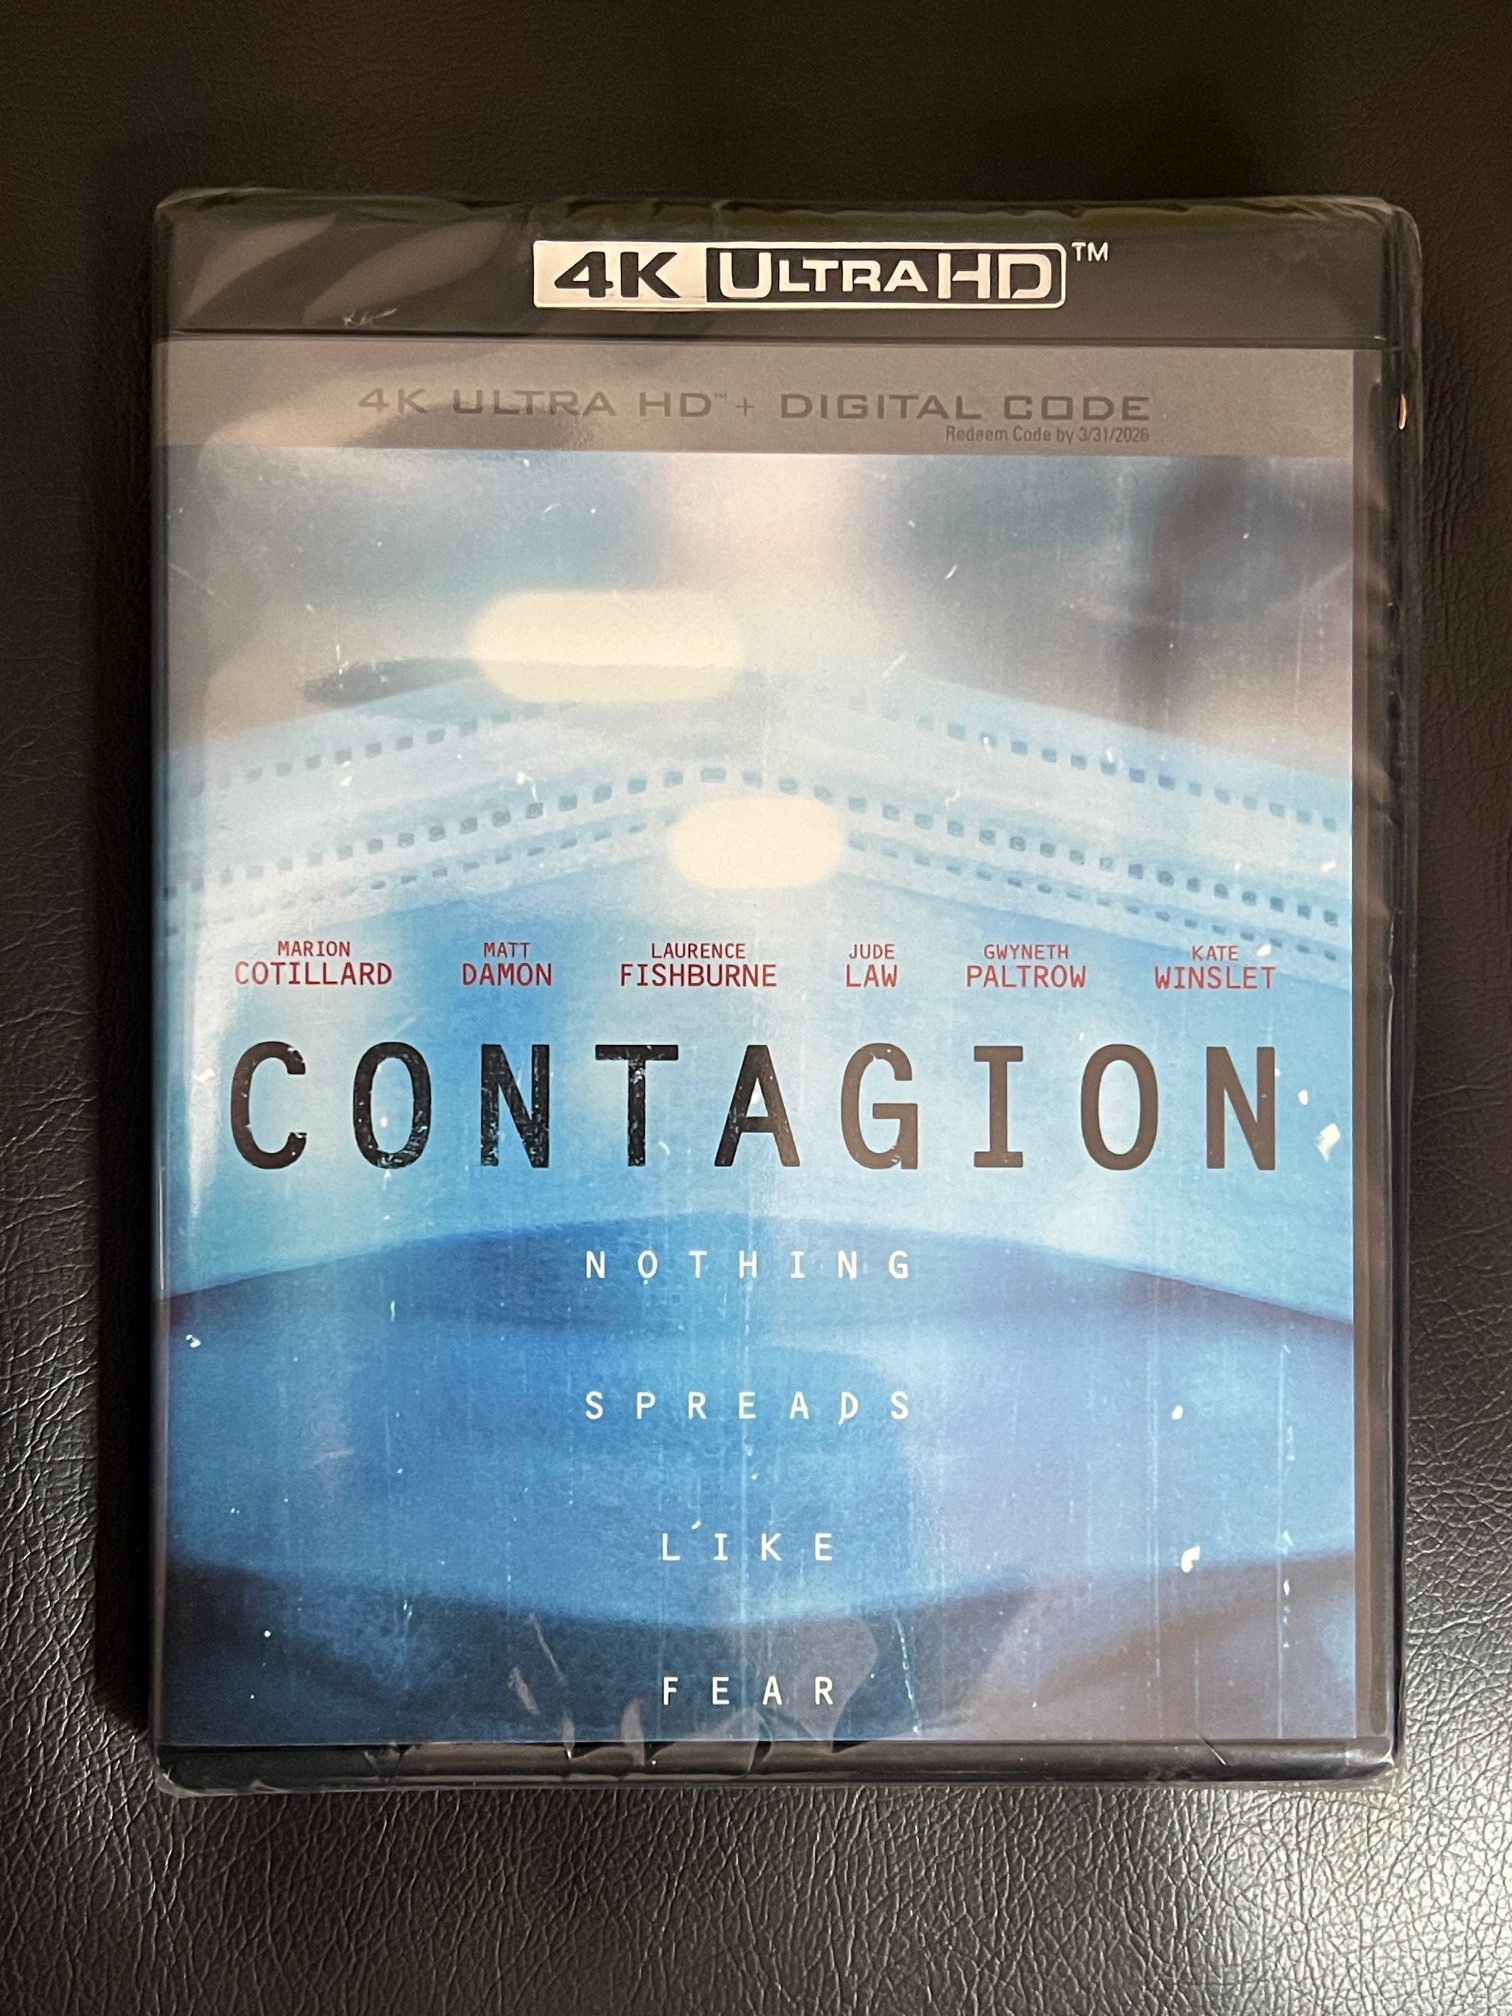 4K ULTRA HD™
4K ULTRA HD™ + DIGITAL CODE
Redeem Code by 3/31/2026
MARION COTILLARD MATT DAMON LAURENCE FISHBURNE JUDE LAW GWYNETH PALTROW KATE WINSLET
CONTAGION
NOTHING
SPREADS
LIKE
FEAR